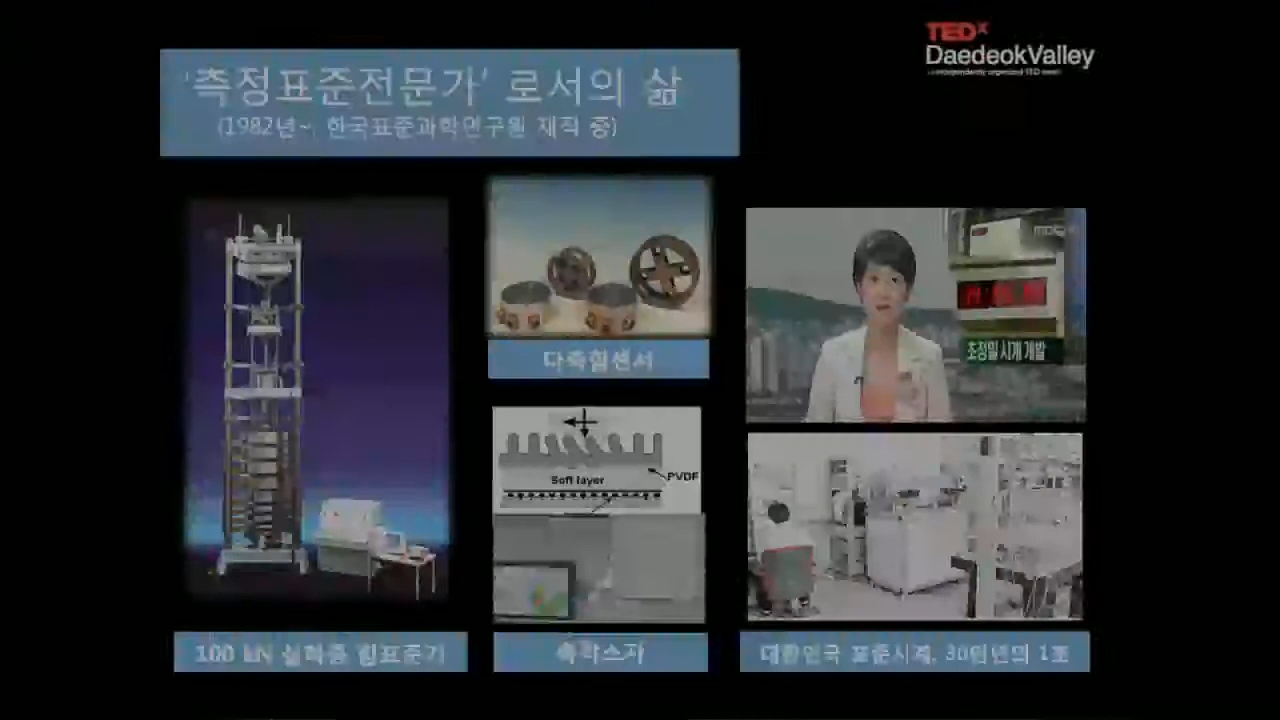 TEDx
DaedeokValley
'측정표준전문가' 로서의 삶
(1982년~, 한국표준과학연구원 재직 중)
다축힘센서
초정밀 시계 개발
Soft layer
PVDF
100 kN 실하중 힘표준기
촉각소자
대한민국 표준시계, 30만년의 1초